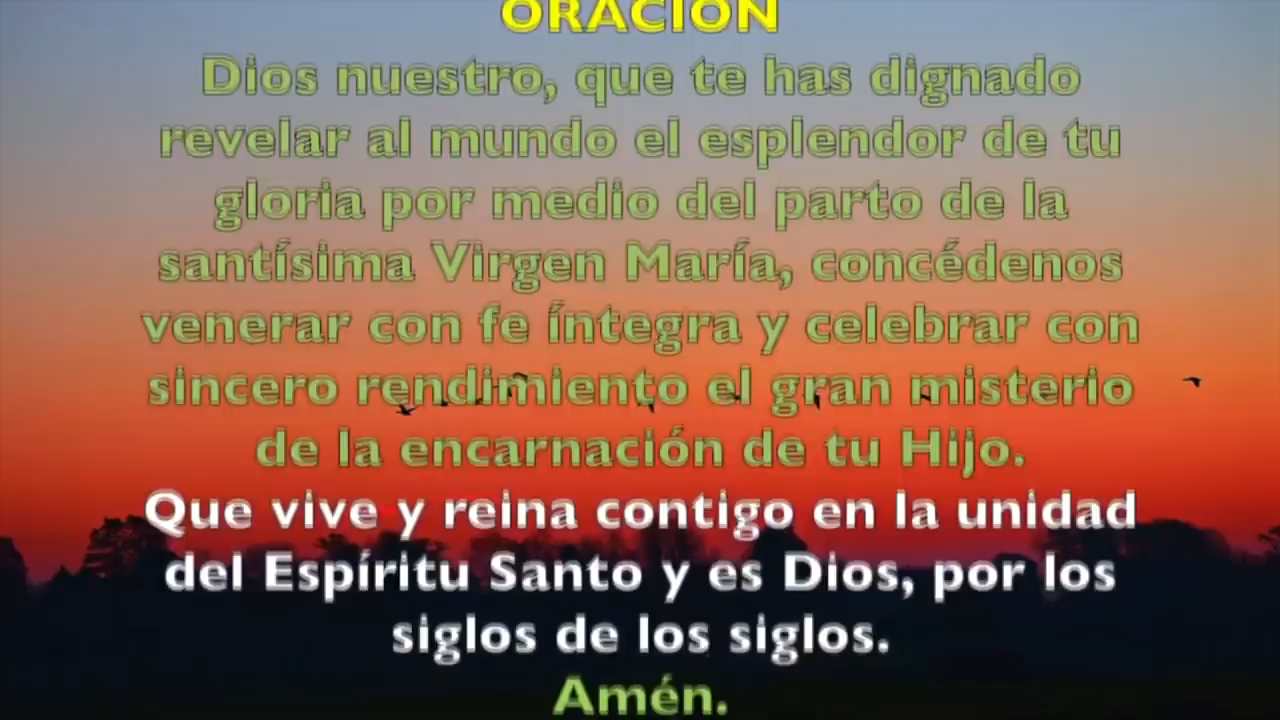 ORACIÓN
Dios nuestro, que te has dignado
revelar al mundo el esplendor de tu
gloria por medio del parto de la
santísima Virgen María, concédenos
venerar con fe íntegra y celebrar con
sincero rendimiento el gran misterio
de la encarnación de tu Hijo.
Que vive y reina contigo en la unidad
del Espíritu Santo y es Dios, por los
siglos de los siglos.
Amén.